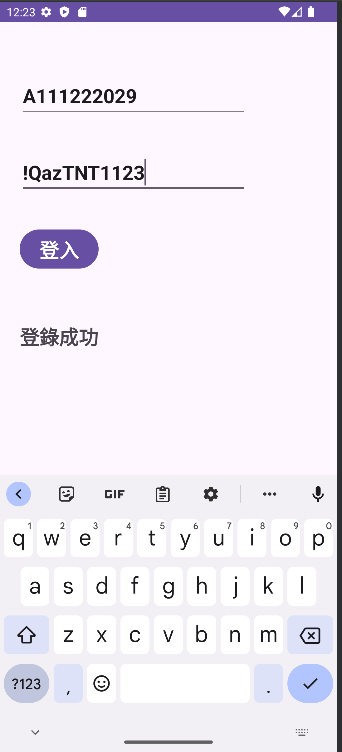 12:23
A111222029
!QazTNT1123
登入
登錄成功
GIF
1 2 3 4 5 6 7 8 9 0
q w e r t y u i o p
a s d f g h j k l
z x c v b n m
?123 , .